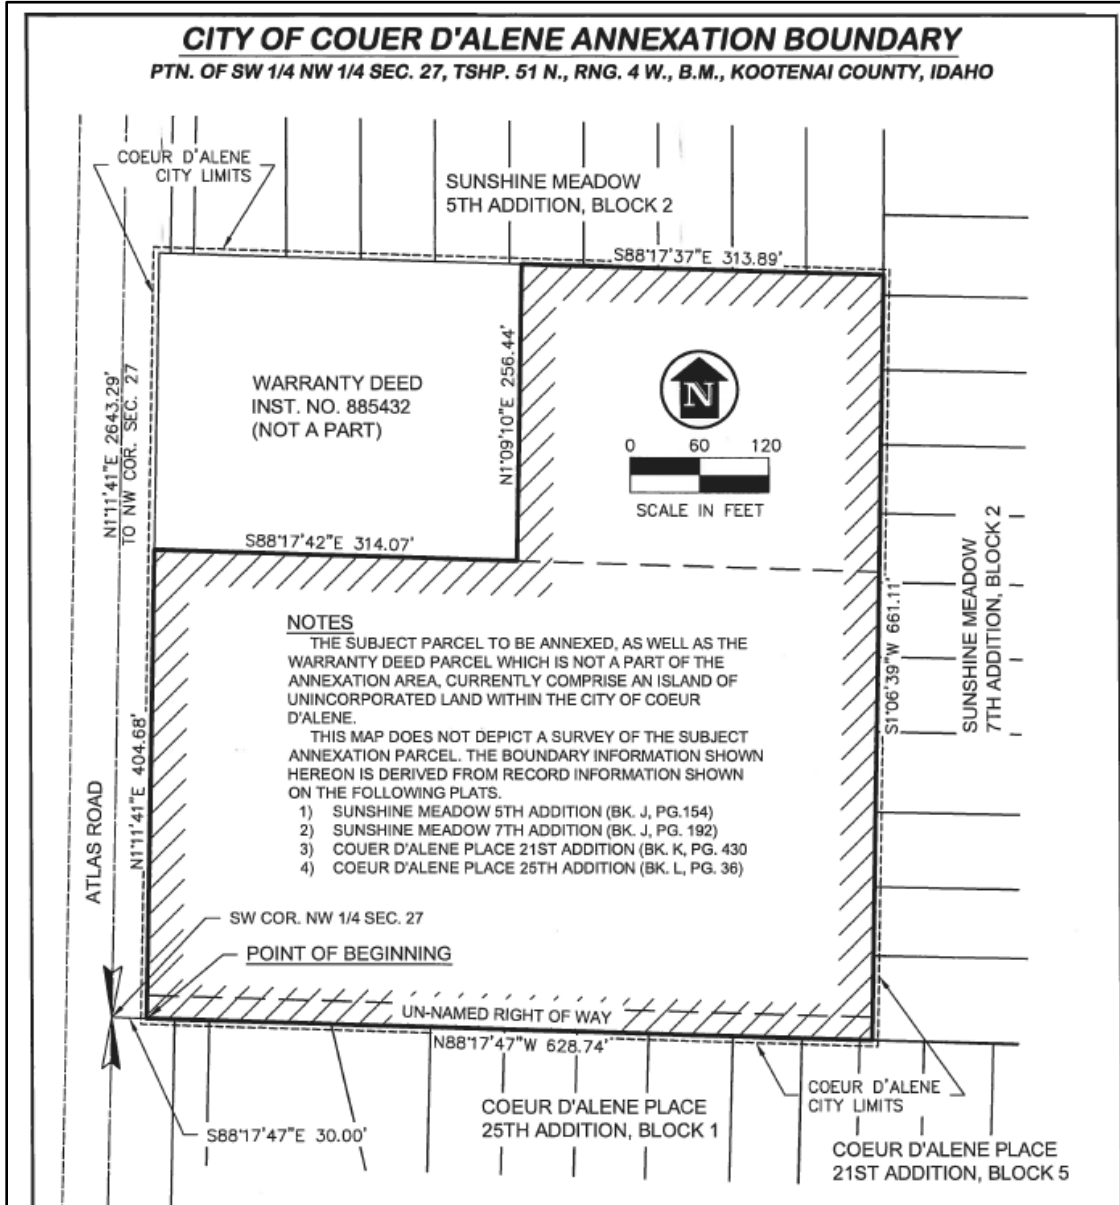 CITY OF COUER D'ALENE ANNEXATION BOUNDARY
PTN. OF SW 1/4 NW 1/4 SEC. 27, TSHP. 51 N., RNG. 4 W., B.M., KOOTENAI COUNTY, IDAHO
COEUR D'ALENE
CITY LIMITS
SUNSHINE MEADOW
5TH ADDITION, BLOCK 2
S88°17'37"E 313.89'
N1°11'41"E 2643.29'
TO NW COR. SEC. 27
WARRANTY DEED
INST. NO. 885432
(NOT A PART)
N1°09'10"E 256.44'
N
0 60 120
SCALE IN FEET
S88°17'42"E 314.07'
SUNSHINE MEADOW
7TH ADDITION, BLOCK 2
S1°06'39"W 661.11'
NOTES
THE SUBJECT PARCEL TO BE ANNEXED, AS WELL AS THE
WARRANTY DEED PARCEL WHICH IS NOT A PART OF THE
ANNEXATION AREA, CURRENTLY COMPRISE AN ISLAND OF
UNINCORPORATED LAND WITHIN THE CITY OF COEUR
D'ALENE.
THIS MAP DOES NOT DEPICT A SURVEY OF THE SUBJECT
ANNEXATION PARCEL. THE BOUNDARY INFORMATION SHOWN
HEREON IS DERIVED FROM RECORD INFORMATION SHOWN
ON THE FOLLOWING PLATS.
1) SUNSHINE MEADOW 5TH ADDITION (BK. J, PG.154)
2) SUNSHINE MEADOW 7TH ADDITION (BK. J, PG. 192)
3) COUER D'ALENE PLACE 21ST ADDITION (BK. K, PG. 430
4) COEUR D'ALENE PLACE 25TH ADDITION (BK. L, PG. 36)
N1°11'41"E 404.68'
ATLAS ROAD
SW COR. NW 1/4 SEC. 27
POINT OF BEGINNING
UN-NAMED RIGHT OF WAY
N88°17'47"W 628.74'
COEUR D'ALENE
CITY LIMITS
COEUR D'ALENE PLACE
25TH ADDITION, BLOCK 1
S88°17'47"E 30.00'
COEUR D'ALENE PLACE
21ST ADDITION, BLOCK 5